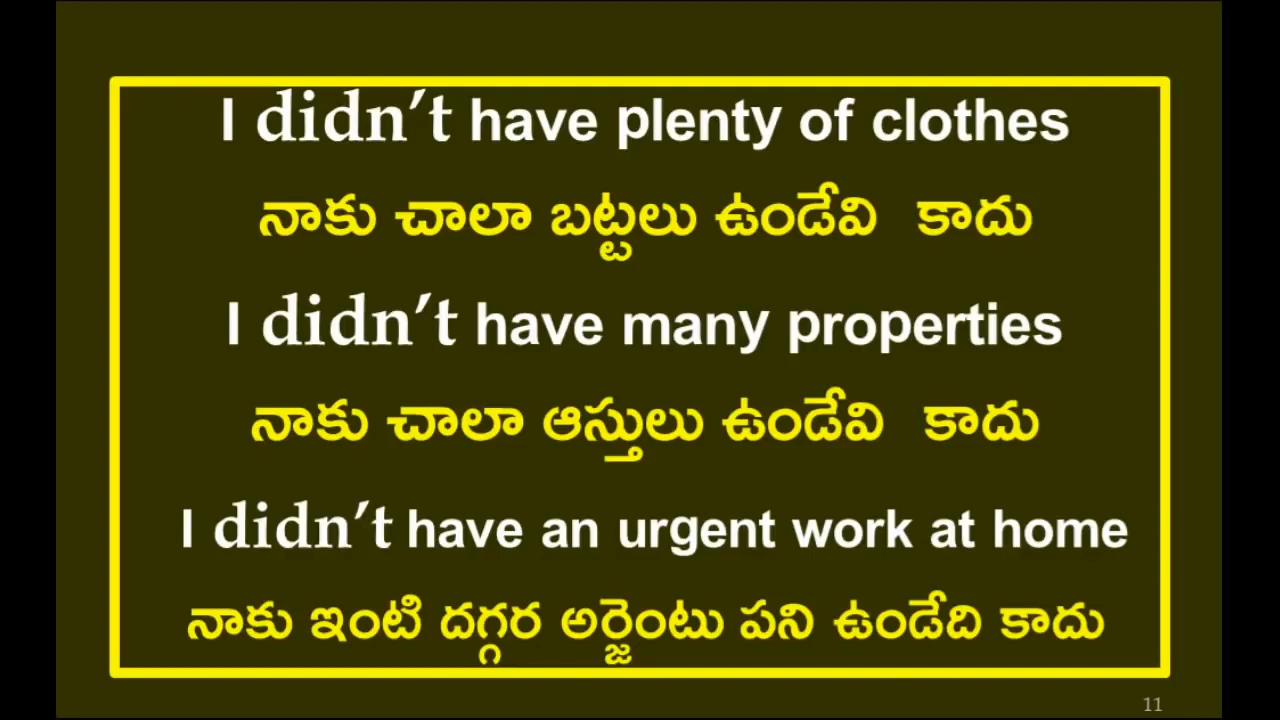 I didn't have plenty of clothes
నాకు చాలా బట్టలు ఉండేవి కాదు
I didn't have many properties
నాకు చాలా ఆస్తులు ఉండేవి కాదు
I didn't have an urgent work at home
నాకు ఇంటి దగ్గర అర్జెంటు పని ఉండేది కాదు
11